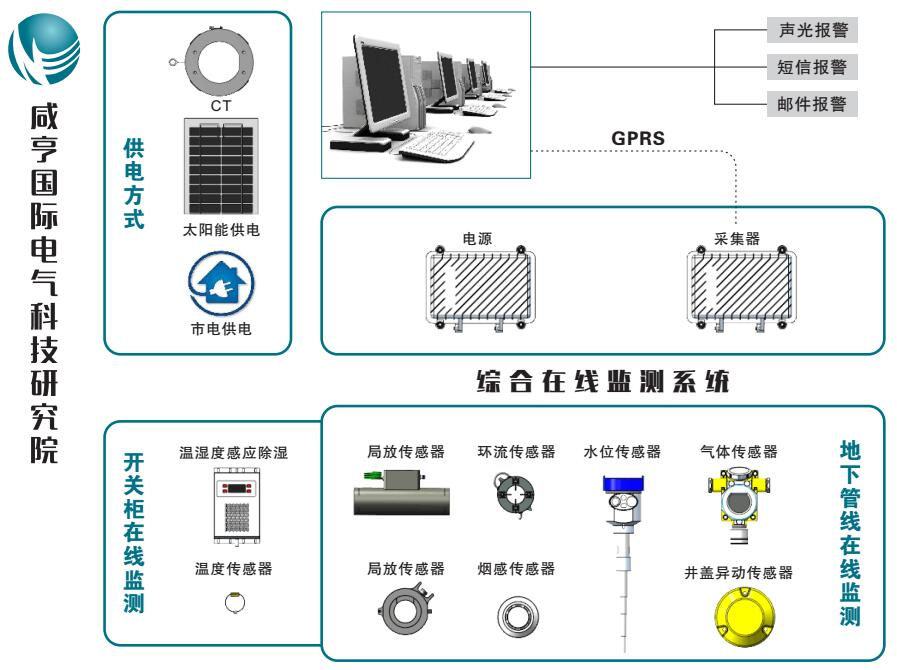 咸亨国际电气科技研究院
供电方式
CT
太阳能供电
市电供电
声光报警
短信报警
邮件报警
GPRS
电源
采集器
综合在线监测系统
开关柜在线监测
温湿度感应除湿
温度传感器
局放传感器
环流传感器
水位传感器
气体传感器
局放传感器
烟感传感器
井盖异动传感器
地下管线在线监测